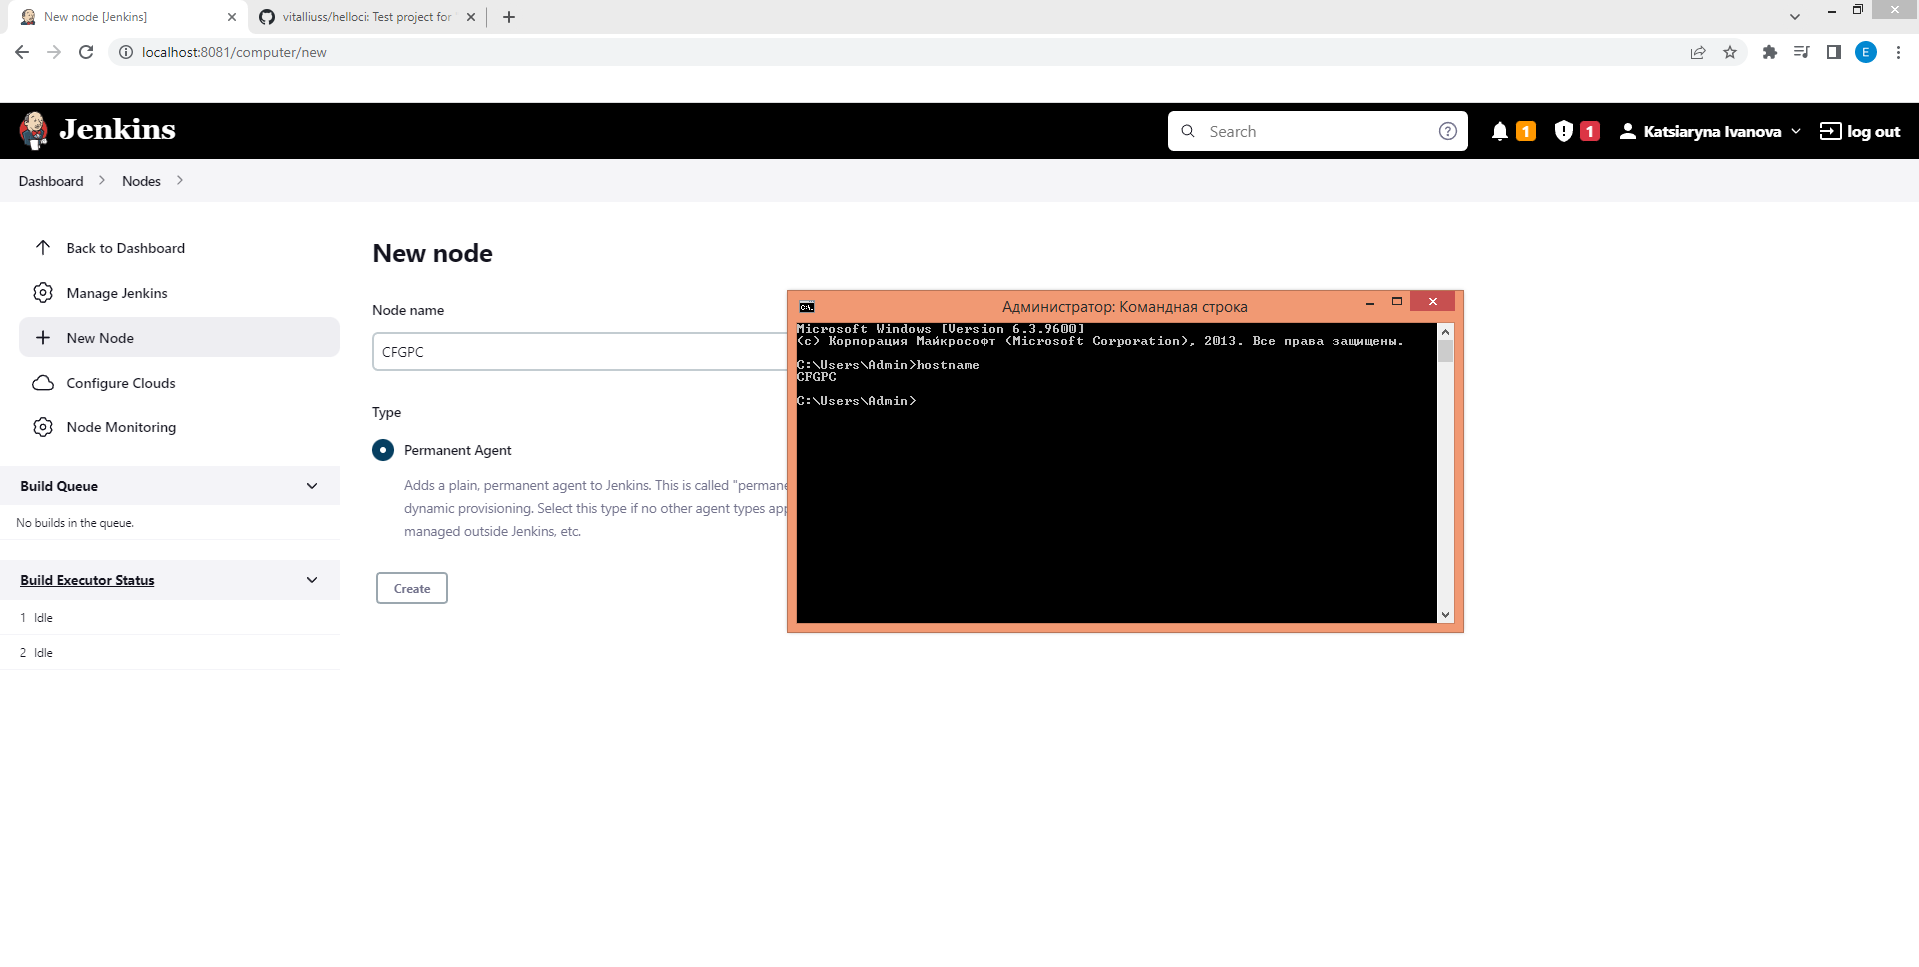 New node [Jenkins]
vitalliuss/helloci: Test project for
localhost:8081/computer/new
E
Jenkins
Search
1
1
Katsiaryna Ivanova
log out
Dashboard
Nodes
Back to Dashboard
Manage Jenkins
New Node
Configure Clouds
Node Monitoring
Build Queue
No builds in the queue.
Build Executor Status
1 Idle
2 Idle
New node
Node name
CFGPC
Type
Permanent Agent
Adds a plain, permanent agent to Jenkins. This is called "permane
dynamic provisioning. Select this type if no other agent types app
managed outside Jenkins, etc.
Create
Администратор: Командная строка
Microsoft Windows [Version 6.3.9600]
(c) Корпорация Майкрософт (Microsoft Corporation), 2013. Все права защищены.
C:\Users\Admin>hostname
CFGPC
C:\Users\Admin>